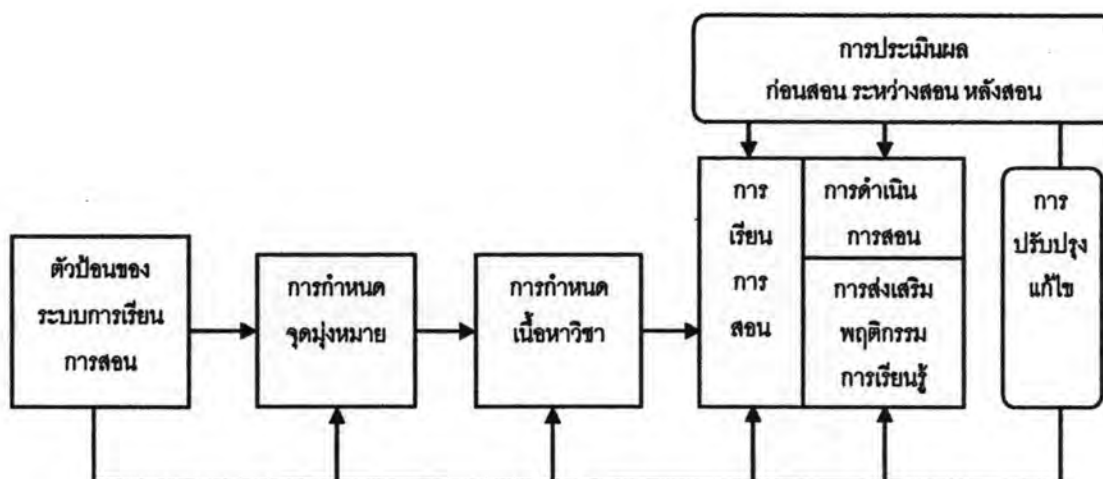 การประเมินผล
ก่อนสอน ระหว่างสอน หลังสอน
ตัวป้อนของ
ระบบการเรียน
การสอน
การกำหนด
จุดมุ่งหมาย
การกำหนด
เนื้อหาวิชา
การ
เรียน
การ
สอน
การดำเนิน
การสอน
การส่งเสริม
พฤติกรรม
การเรียนรู้
การ
ปรับปรุง
แก้ไข